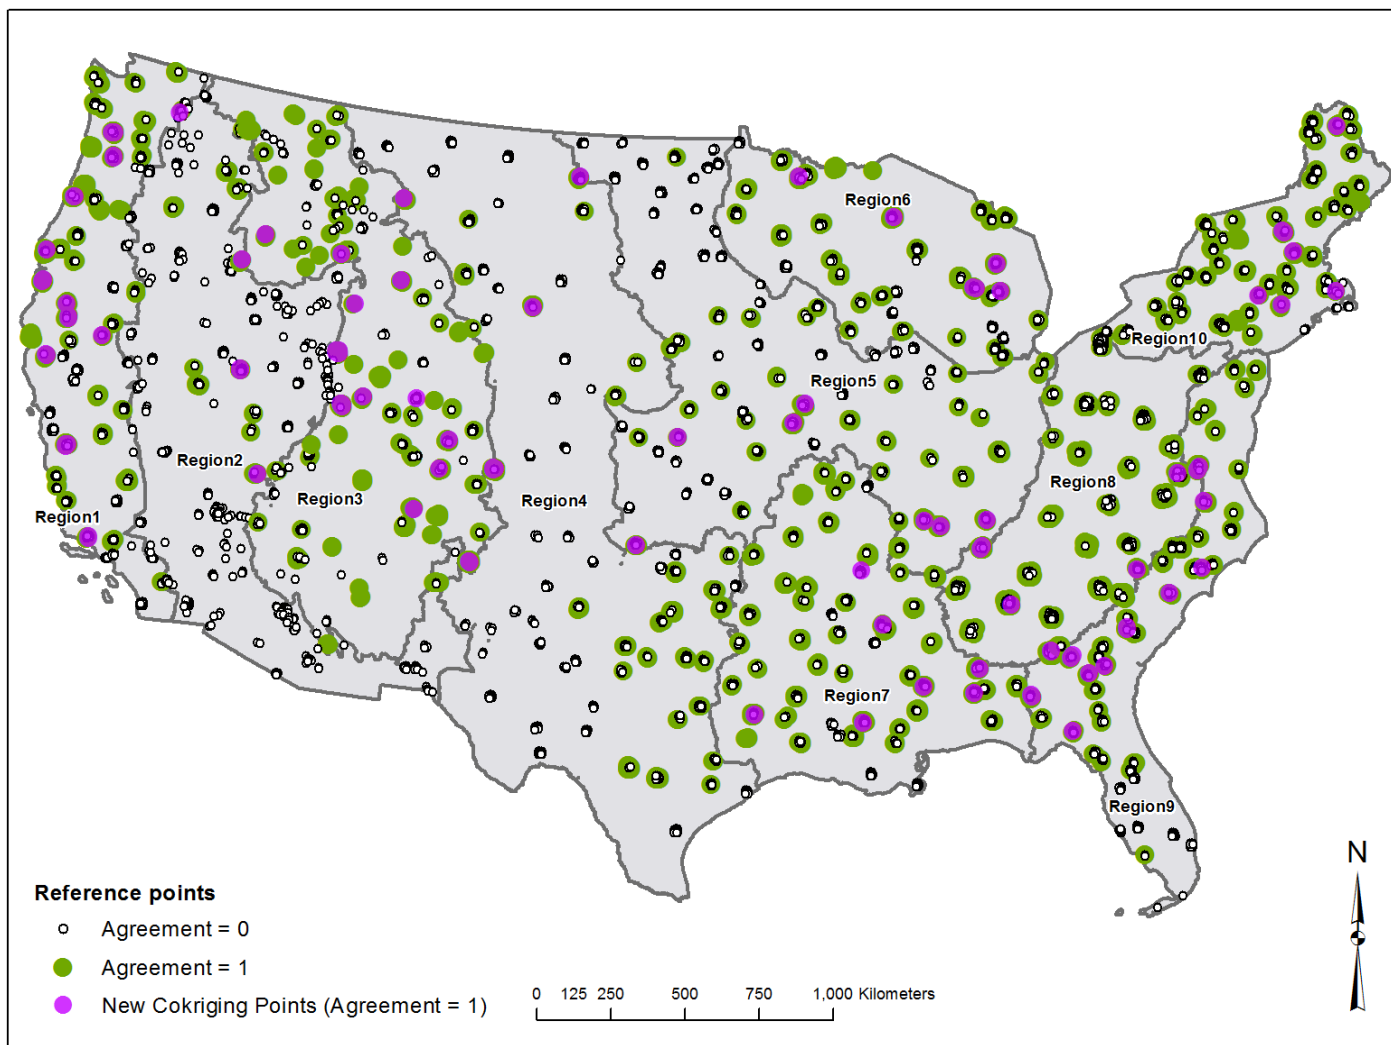 Region6
Region10
Region5
Region2
Region8
Region3
Region4
Region1
Region7
Region9
N
Reference points
Agreement = 0
Agreement = 1
New Cokriging Points (Agreement = 1)
0 125 250 500 750 1,000 Kilometers